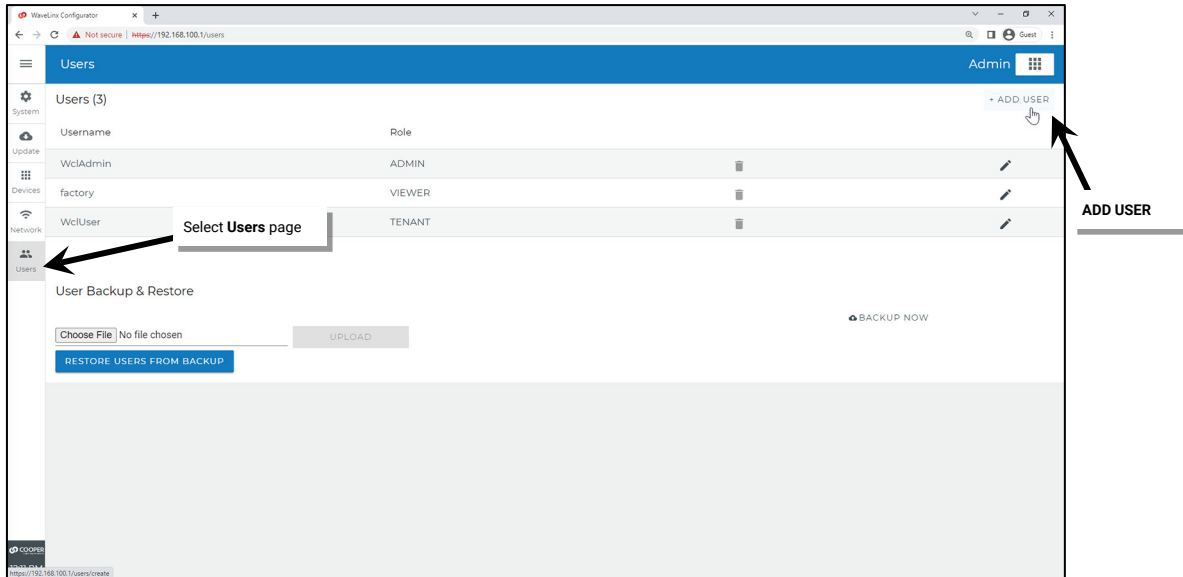 WaveLinx Configurator
Not secure | https://192.168.100.1/users
Guest
Users
Admin
System
Users (3)
+ ADD USER
Update
Username Role
WclAdmin ADMIN
Devices
factory VIEWER
ADD USER
Network
WclUser TENANT
Select Users page
Users
User Backup & Restore
BACKUP NOW
Choose File No file chosen
UPLOAD
RESTORE USERS FROM BACKUP
COOPER
https://192.168.100.1/users/create